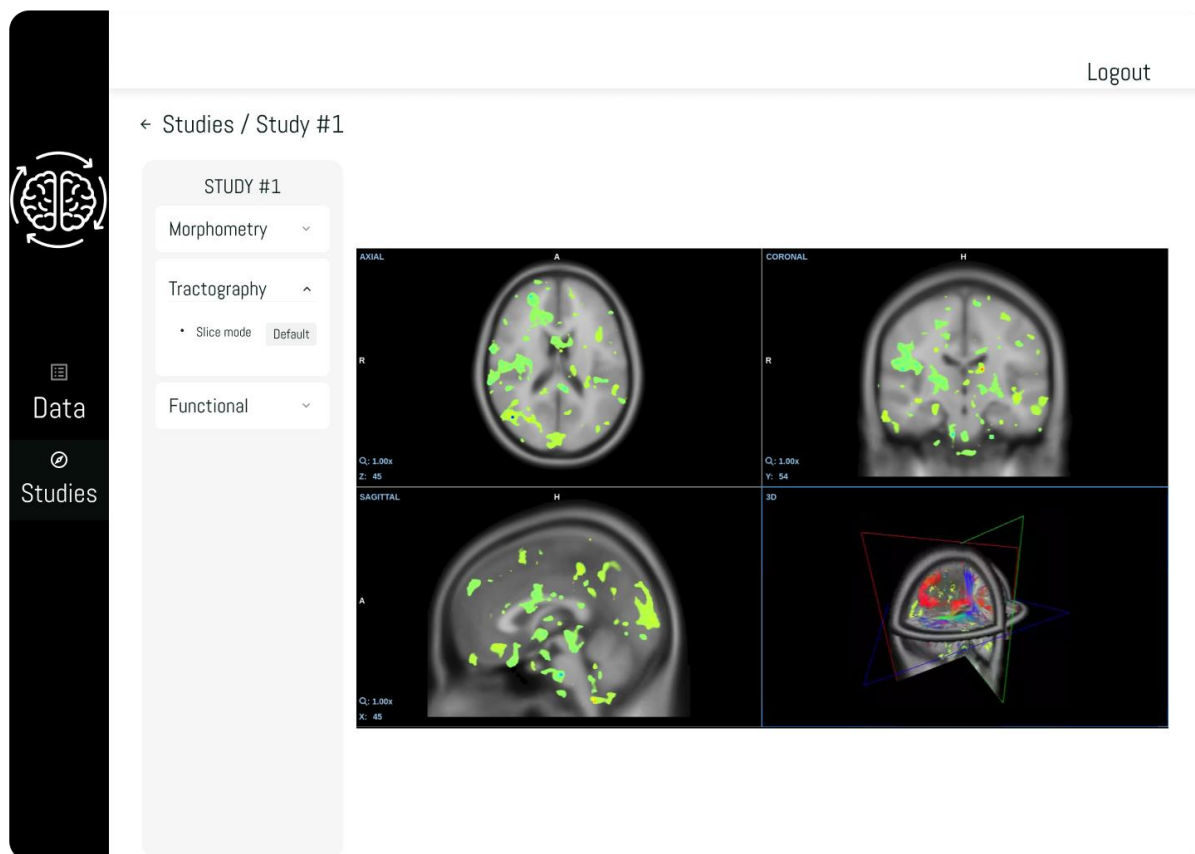 Logout
← Studies / Study #1
STUDY #1
Morphometry
Tractography
• Slice mode Default
Functional
Data
Studies
AXIAL
A
R
: 1.00x
Z: 45
CORONAL
H
R
: 1.00x
Y: 54
SAGITTAL
H
A
: 1.00x
X: 45
3D